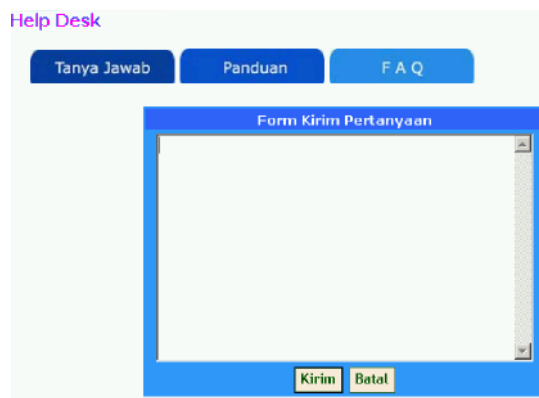 Help Desk
Tanya Jawab Panduan F A Q
Form Kirim Pertanyaan
Kirim Batal